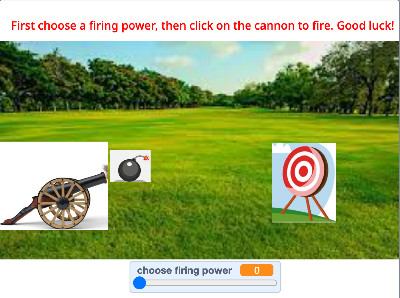 First choose a firing power, then click on the cannon to fire. Good luck!
choose firing power 0